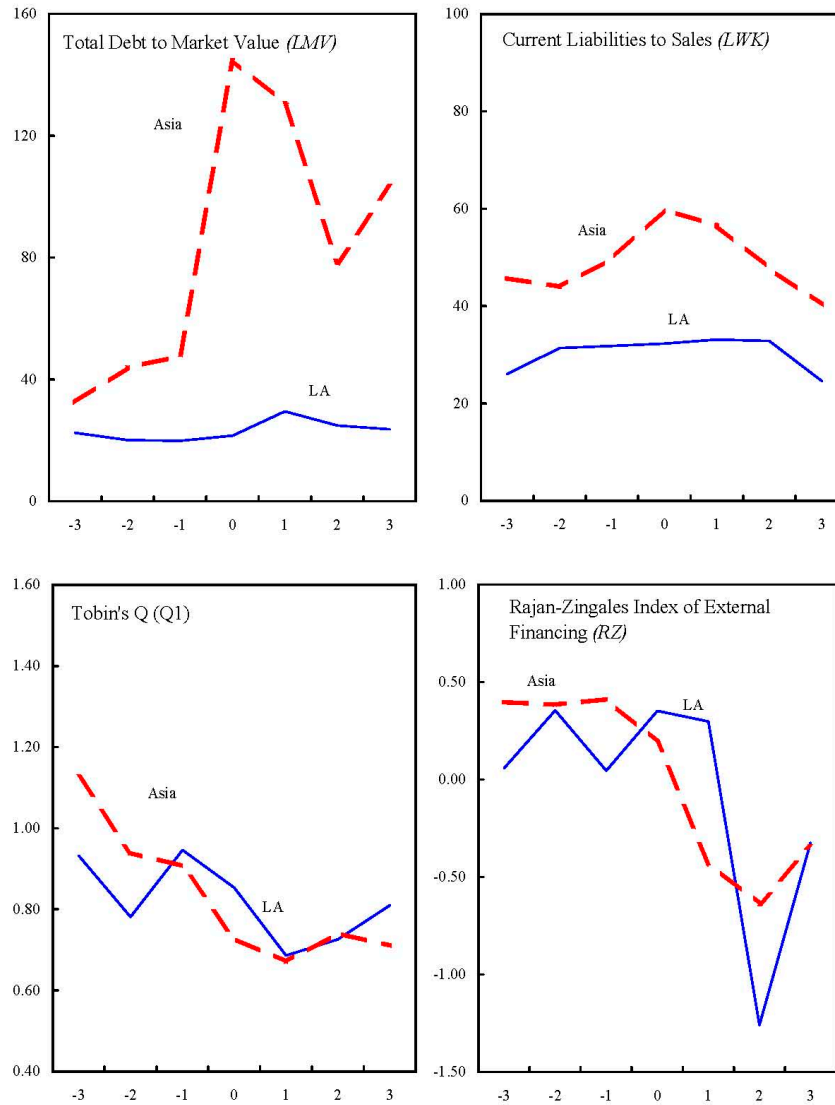 Total Debt to Market Value (LMV)
160
120
80
40
0
Asia
LA
-3 -2 -1 0 1 2 3
Current Liabilities to Sales (LWK)
100
80
60
40
20
0
Asia
LA
-3 -2 -1 0 1 2 3
Tobin's Q (Q1)
1.60
1.40
1.20
1.00
0.80
0.60
0.40
Asia
LA
-3 -2 -1 0 1 2 3
Rajan-Zingales Index of External
Financing (RZ)
1.00
0.50
0.00
-0.50
-1.00
-1.50
Asia
LA
-3 -2 -1 0 1 2 3